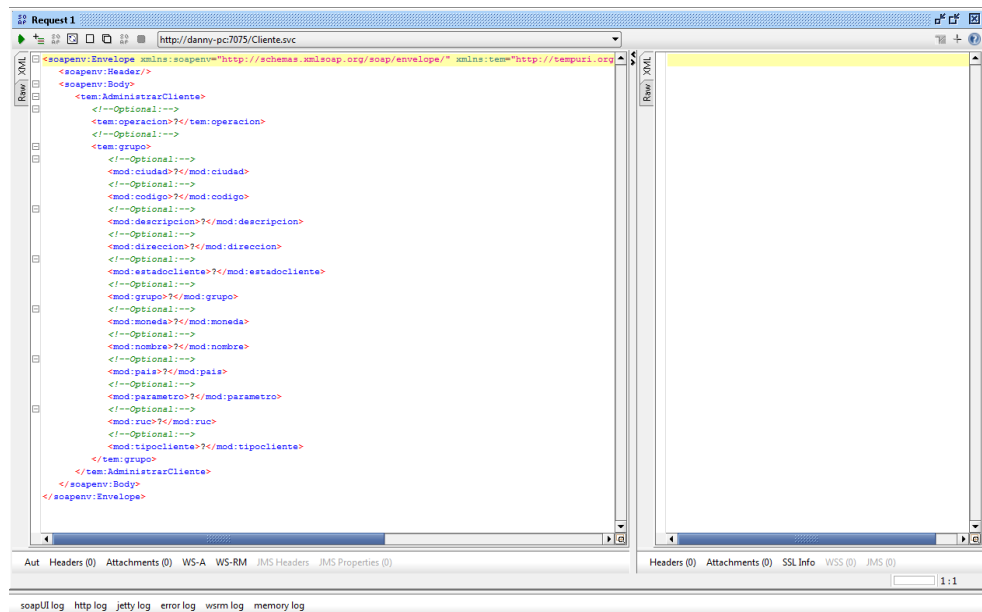 Request 1
http://danny-pc:7075/Cliente.svc
XML
Raw
<soapenv:Envelope xmlns:soapenv="http://schemas.xmlsoap.org/soap/envelope/" xmlns:tem="http://tempuri.org
<soapenv:Header/>
<soapenv:Body>
<tem:AdministrarCliente>
<!--Optional:-->
<tem:operacion>?</tem:operacion>
<!--Optional:-->
<tem:grupo>
<!--Optional:-->
<mod:ciudad>?</mod:ciudad>
<!--Optional:-->
<mod:codigo>?</mod:codigo>
<!--Optional:-->
<mod:descripcion>?</mod:descripcion>
<!--Optional:-->
<mod:direccion>?</mod:direccion>
<!--Optional:-->
<mod:estadocliente>?</mod:estadocliente>
<!--Optional:-->
<mod:grupo>?</mod:grupo>
<!--Optional:-->
<mod:moneda>?</mod:moneda>
<!--Optional:-->
<mod:nombre>?</mod:nombre>
<!--Optional:-->
<mod:pais>?</mod:pais>
<!--Optional:-->
<mod:parametro>?</mod:parametro>
<!--Optional:-->
<mod:ruc>?</mod:ruc>
<!--Optional:-->
<mod:tipocliente>?</mod:tipocliente>
</tem:grupo>
</tem:AdministrarCliente>
</soapenv:Body>
</soapenv:Envelope>
XML
Raw
Aut Headers (0) Attachments (0) WS-A WS-RM JMS Headers JMS Properties (0)
Headers (0) Attachments (0) SSL Info WSS (0) JMS (0)
1 : 1
soapUI log http log jetty log error log wsrm log memory log